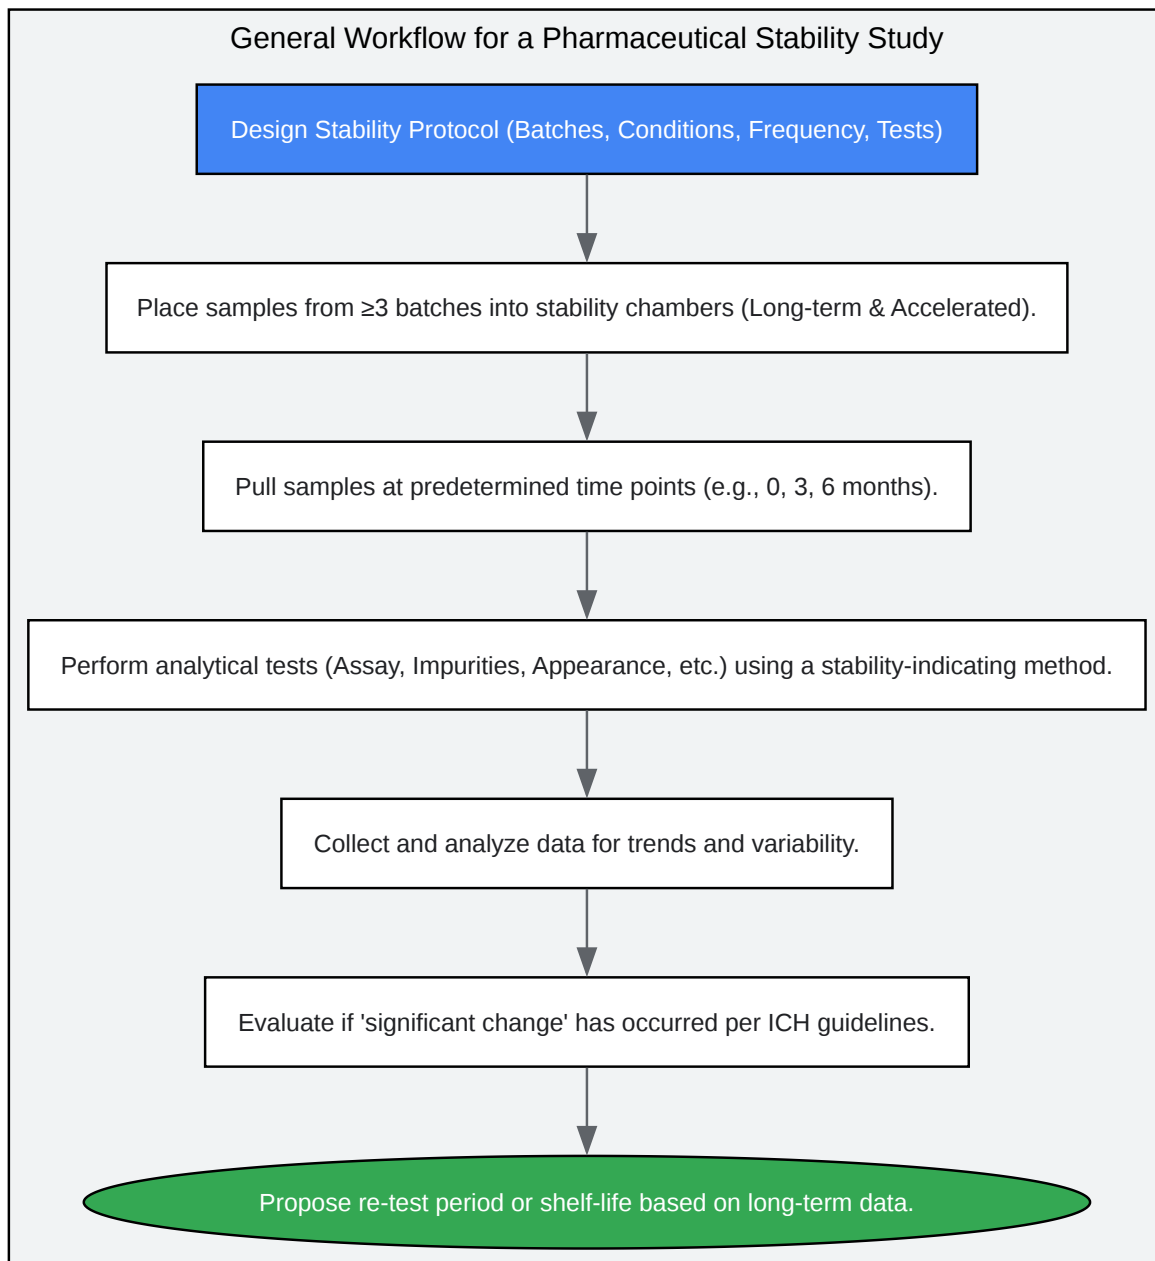 General Workflow for a Pharmaceutical Stability Study
Design Stability Protocol (Batches, Conditions, Frequency, Tests)
Place samples from ≥3 batches into stability chambers (Long-term & Accelerated).
Pull samples at predetermined time points (e.g., 0, 3, 6 months).
Perform analytical tests (Assay, Impurities, Appearance, etc.) using a stability-indicating method.
Collect and analyze data for trends and variability.
Evaluate if 'significant change' has occurred per ICH guidelines.
Propose re-test period or shelf-life based on long-term data.